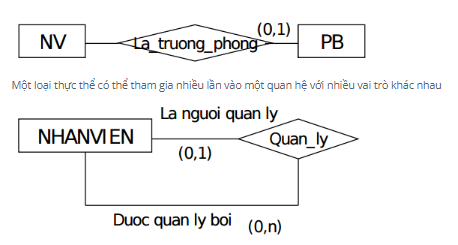 (0,1)
NV
La_truong_phong
PB
Một loại thực thể có thể tham gia nhiều lần vào một quan hệ với nhiều vai trò khác nhau
La nguoi quan ly
NHANVIEN
Quan_ly
(0,1)
Duoc quan ly boi
(0,n)